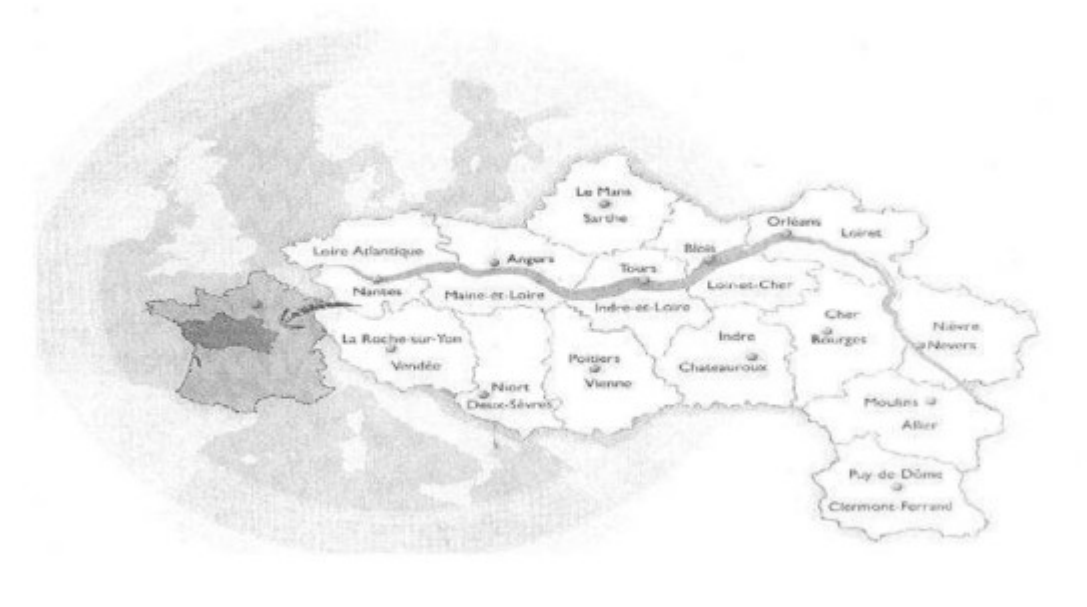 Le Mans
Sarthe
Orléans
Loiret
Loire Atlantique
Angers
Blois
Tours
Nantes
Maine-et-Loire
Loir-et-Cher
Indre-et-Loire
La Roche-sur-Yon
Vendée
Niort
Deux-Sèvres
Poitiers
Vienne
Indre
Chateauroux
Cher
Bourges
Nièvre
Nevers
Moulins
Allier
Puy-de-Dôme
Clermont-Ferrand